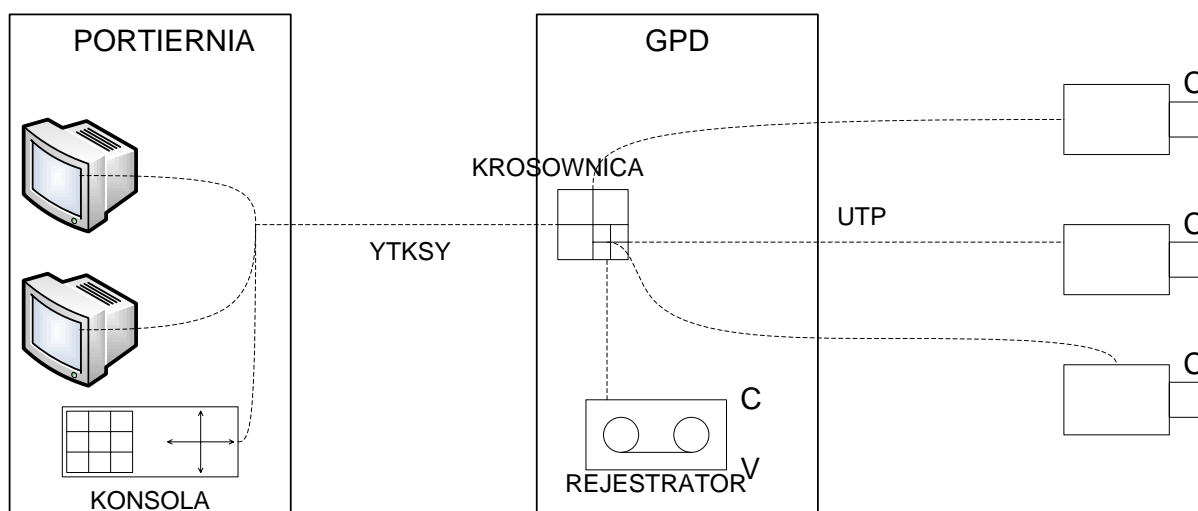 PORTIERNIA
GPD
KROSOWNICA
YTKSY
UTP
C
V
REJESTRATOR
KONSOLA